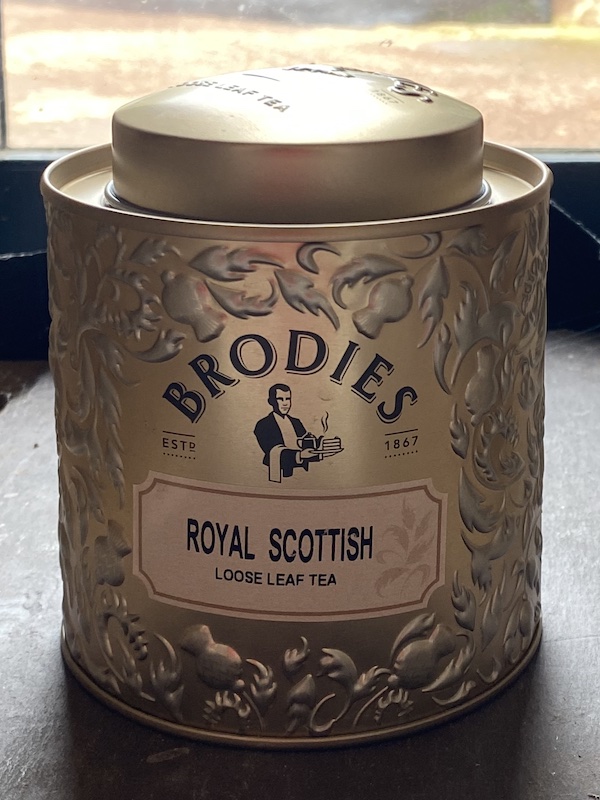 LOOSE LEAF TEA
BRODIES
ESTD 1867
ROYAL SCOTTISH
LOOSE LEAF TEA